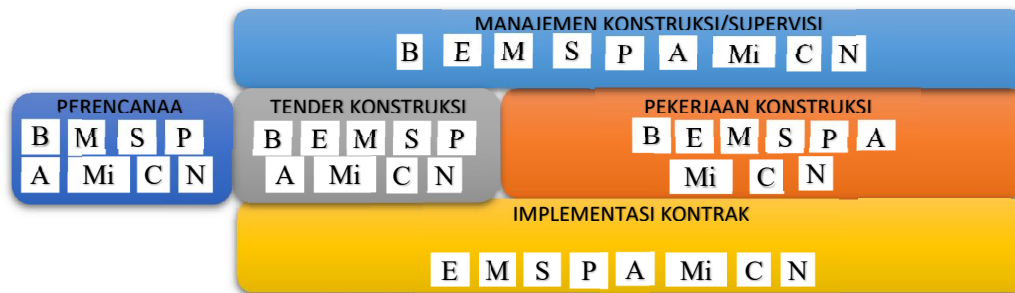 MANAJEMEN KONSTRUKSI/SUPERVISI
B E M S P A Mi C N
PERENCANAA
B M S P
A Mi C N
TENDER KONSTRUKSI
B E M S P
A Mi C N
PEKERJAAN KONSTRUKSI
B E M S P A
Mi C N
IMPLEMENTASI KONTRAK
E M S P A Mi C N